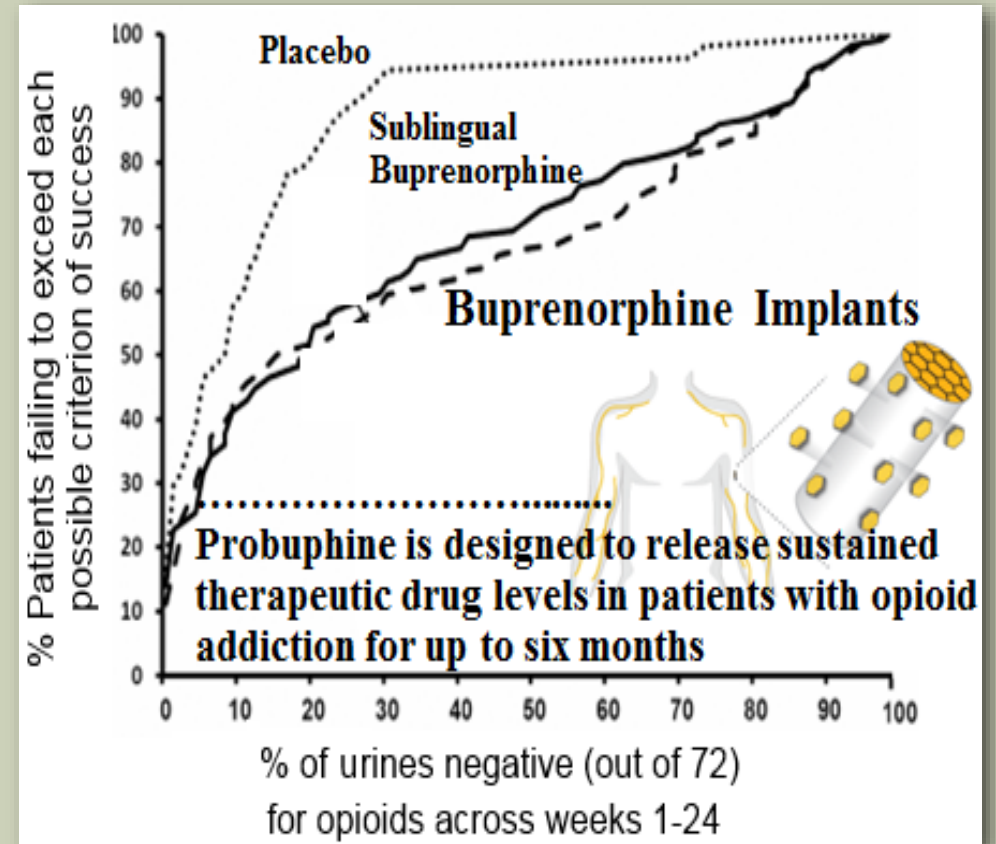 % Patients failing to exceed each
possible criterion of success
100
90
80
70
60
50
40
30
20
10
0
Placebo
Sublingual
Buprenorphine
Buprenorphine Implants
Probuphine is designed to release sustained
therapeutic drug levels in patients with opioid
addiction for up to six months
0 10 20 30 40 50 60 70 80 90 100
% of urines negative (out of 72)
for opioids across weeks 1-24